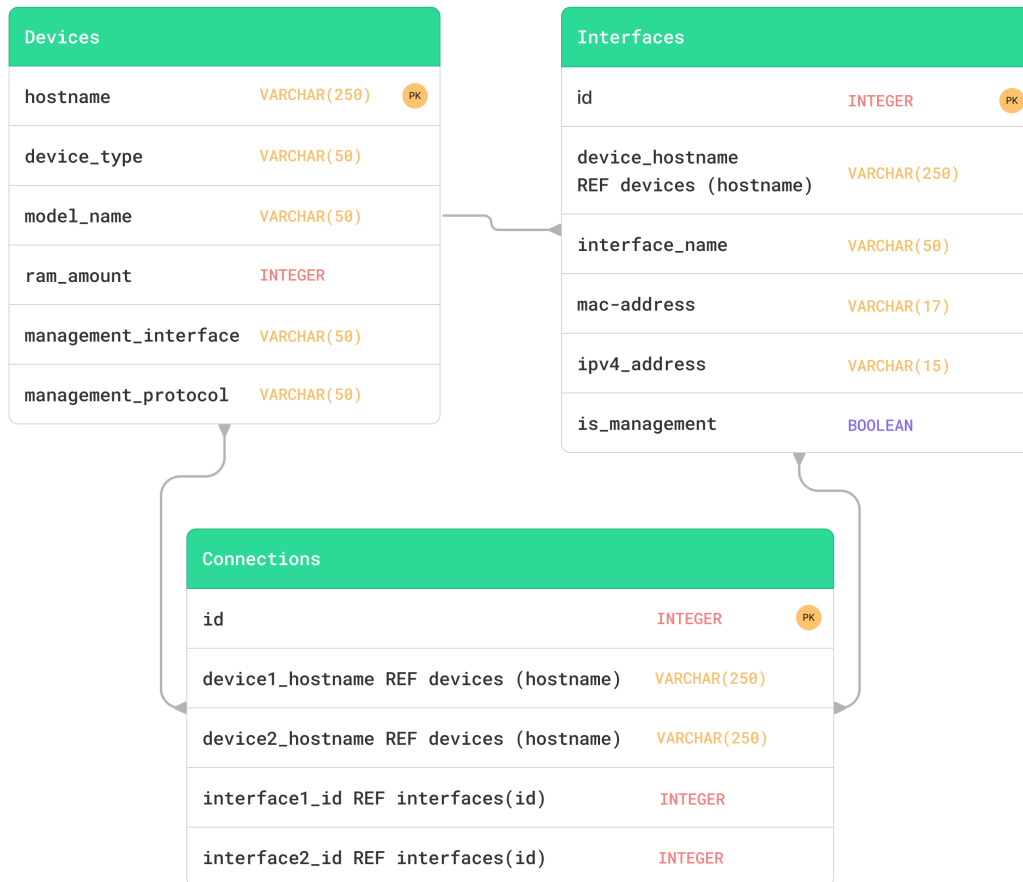 Devices
hostname VARCHAR(250) PK
device_type VARCHAR(50)
model_name VARCHAR(50)
ram_amount INTEGER
management_interface VARCHAR(50)
management_protocol VARCHAR(50)
Interfaces
id INTEGER PK
device_hostname
REF devices (hostname) VARCHAR(250)
interface_name VARCHAR(50)
mac-address VARCHAR(17)
ipv4_address VARCHAR(15)
is_management BOOLEAN
Connections
id INTEGER PK
device1_hostname REF devices (hostname) VARCHAR(250)
device2_hostname REF devices (hostname) VARCHAR(250)
interface1_id REF interfaces(id) INTEGER
interface2_id REF interfaces(id) INTEGER